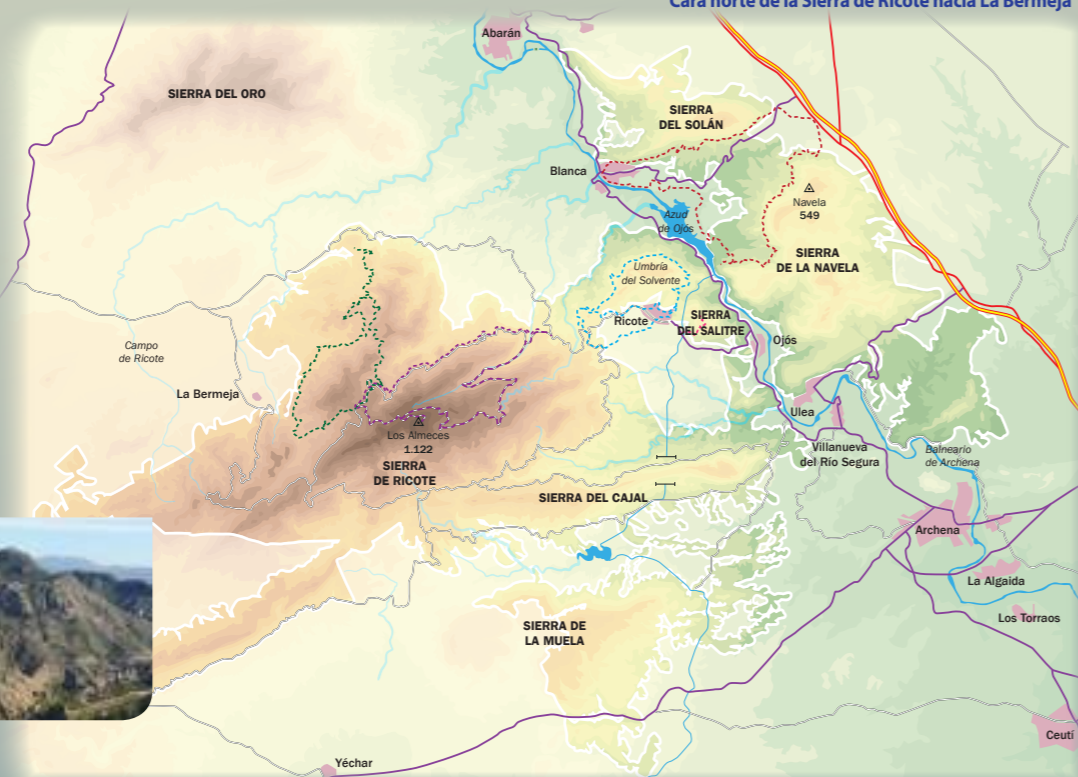 Cara norte de la Sierra de Ricote hacia La Bermeja
Abarán
SIERRA DEL ORO
SIERRA
DEL SOLÁN
Blanca
Navela
549
Azud
de Ojós
SIERRA
DE LA NAVELA
Umbría
del Solvente
Ricote
SIERRA
DEL SALITRE
Ojós
Campo
de Ricote
La Bermeja
Los Almeces
1.122
SIERRA
DE RICOTE
Ulea
Villanueva
del Río Segura
Balneario
de Archena
SIERRA DEL CAJAL
Archena
La Algaida
Los Torraos
SIERRA DE
LA MUELA
Ceutí
Yéchar